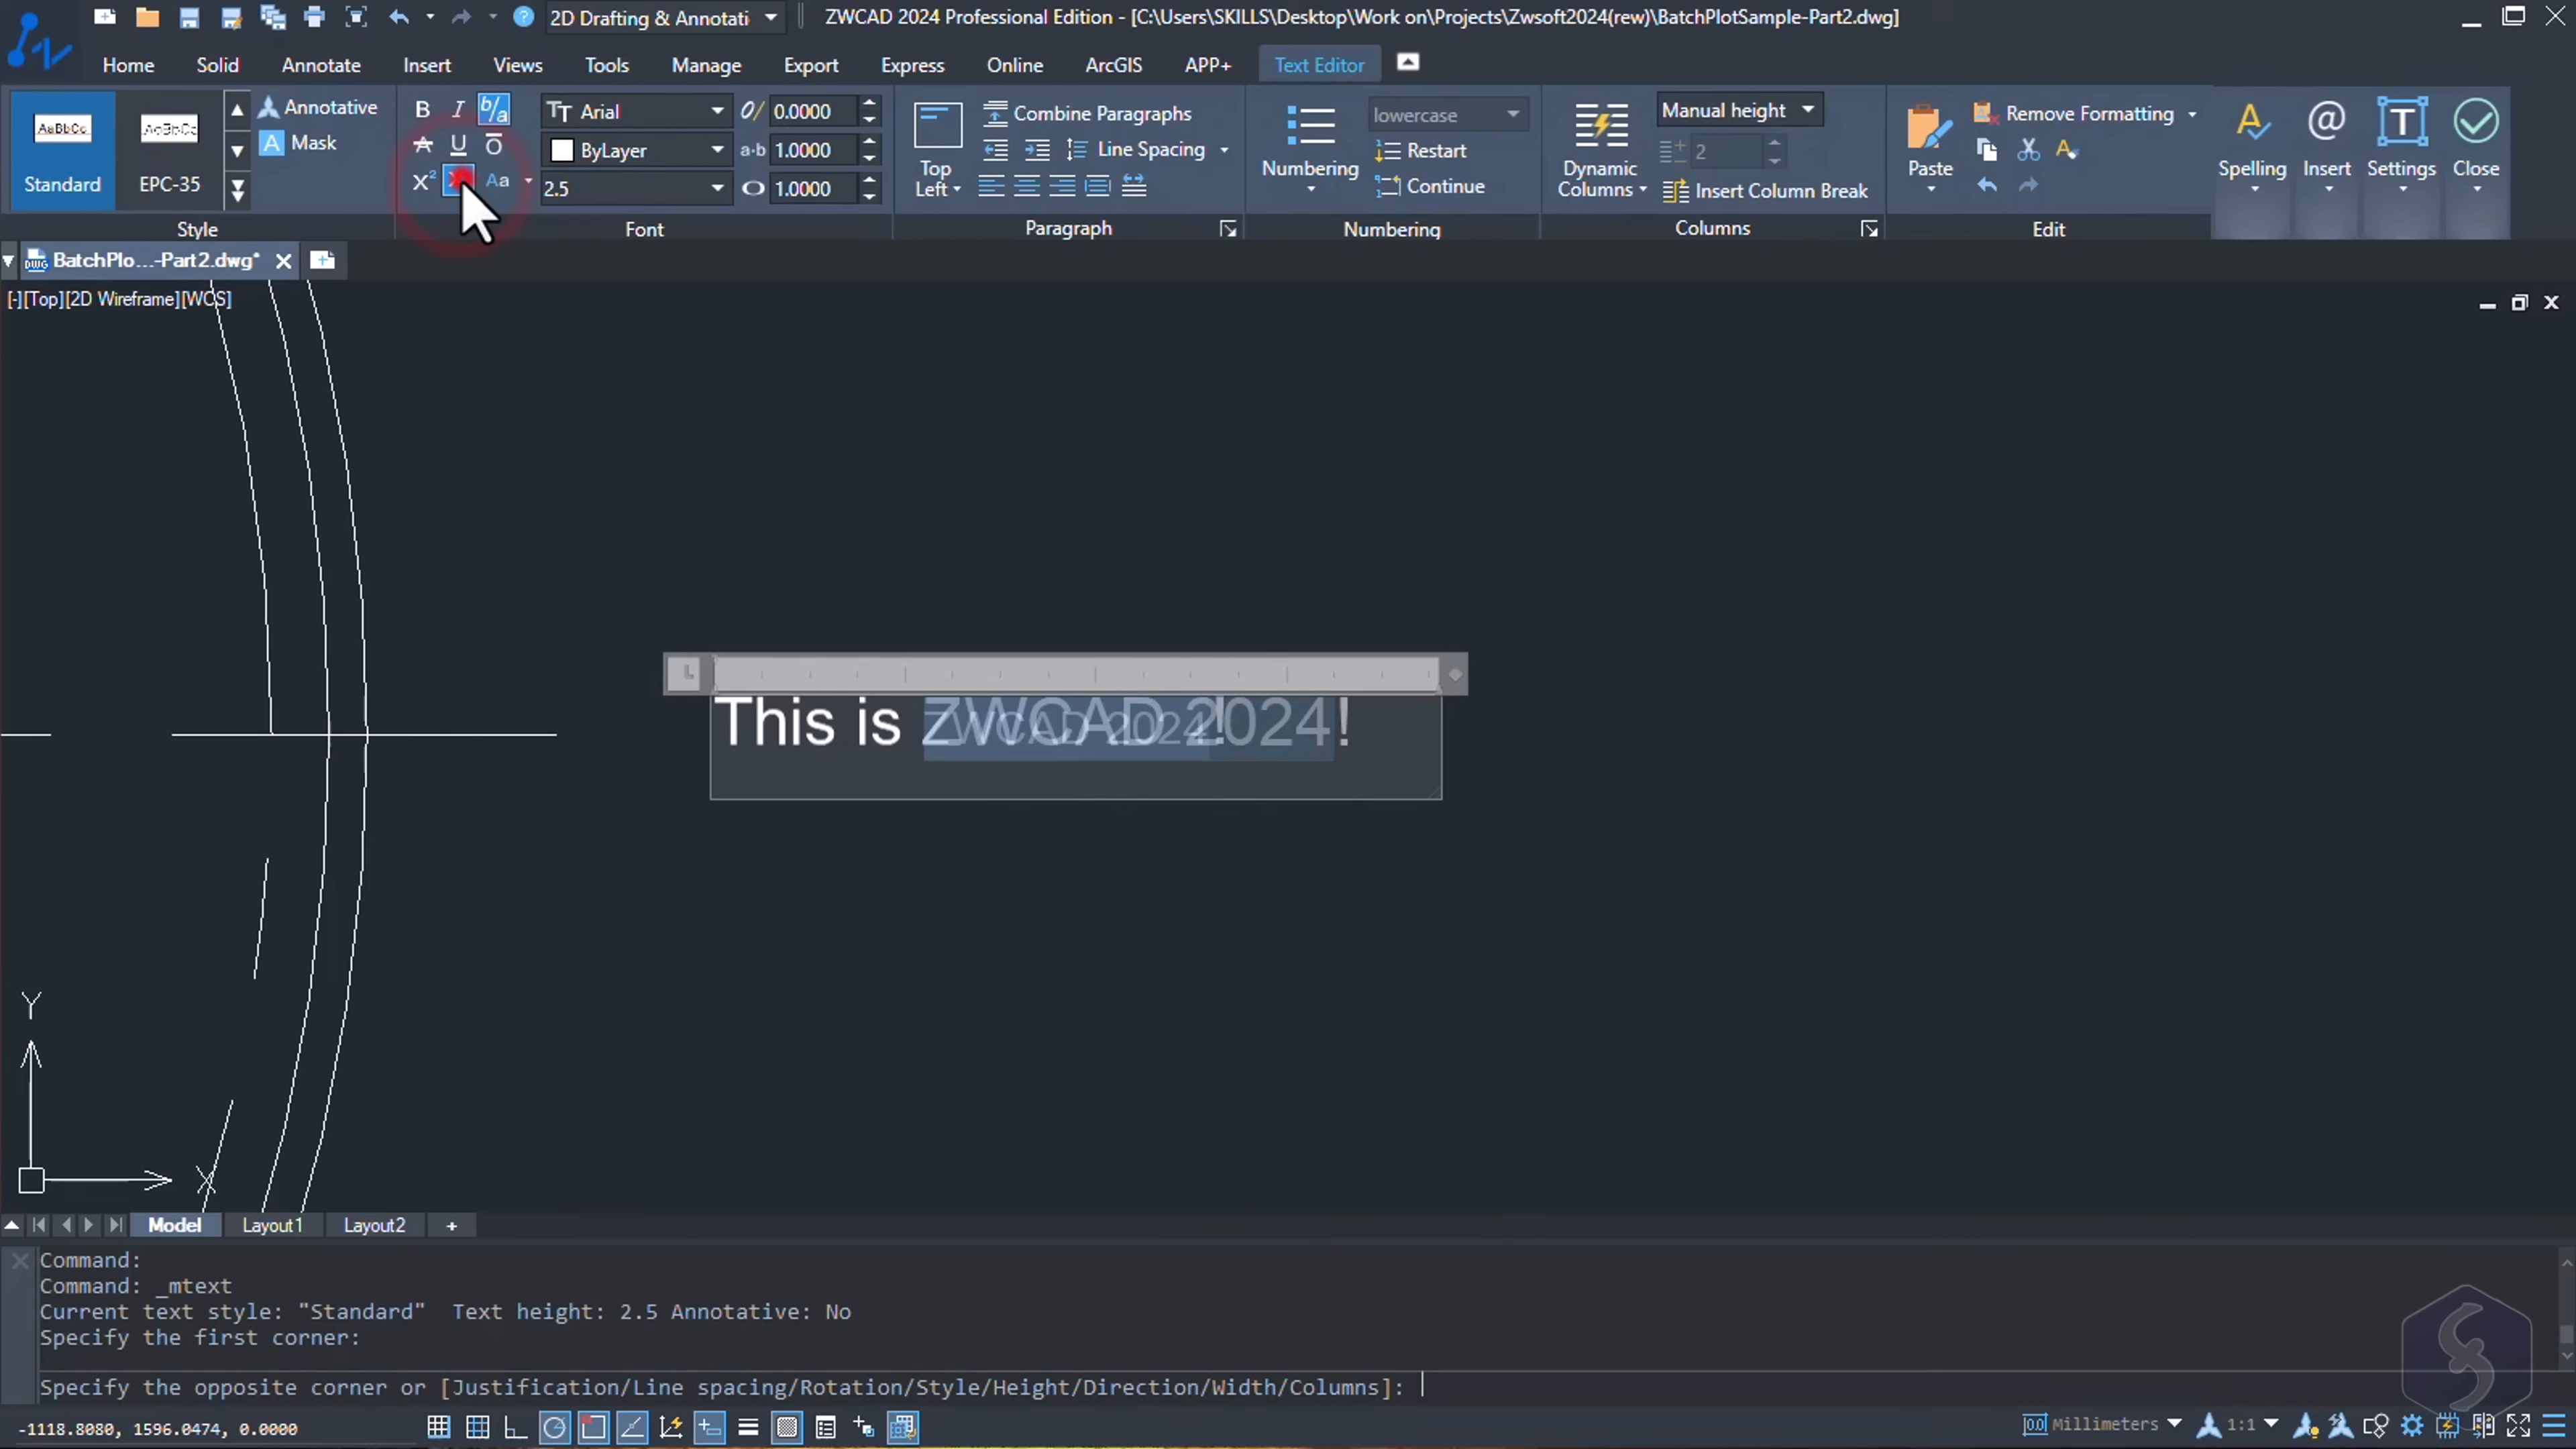 2D Drafting & Annotati
ZWCAD 2024 Professional Edition - [C:\Users\SKILLS\Desktop\Work on\Projects\Zwsoft2024(rew)\BatchPlotSample-Part2.dwg]
Home Solid Annotate Insert Views Tools Manage Export Express Online ArcGIS APP+ Text Editor
AaBbCc Standard
AaBbCc EPC-35
Annotative
Mask
Style
B I b/a
A U O
X² Aa
Arial
ByLayer
2.5
0/ 0.0000
a·b 1.0000
1.0000
Font
Top Left
Combine Paragraphs
Line Spacing
Paragraph
Numbering
lowercase
Restart
Continue
Numbering
Dynamic Columns
Manual height
2
Insert Column Break
Columns
Paste
Remove Formatting
Edit
Spelling
Insert
Settings
Close
BatchPlo...-Part2.dwg*
[-][Top][2D Wireframe][WCS]
This is ZWCAD 2024!
Y
X
Model Layout1 Layout2 +
Command:
Command: _mtext
Current text style: "Standard" Text height: 2.5 Annotative: No
Specify the first corner:
Specify the opposite corner or [Justification/Line spacing/Rotation/Style/Height/Direction/Width/Columns]:
-1118.8080, 1596.0474, 0.0000
Millimeters
1:1